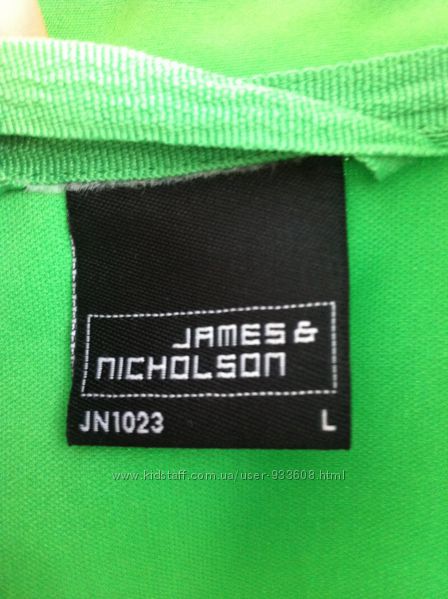 JAMES &
NICHOLSON
JN1023 L
www.kidstaff.com.ua/user-933608.html